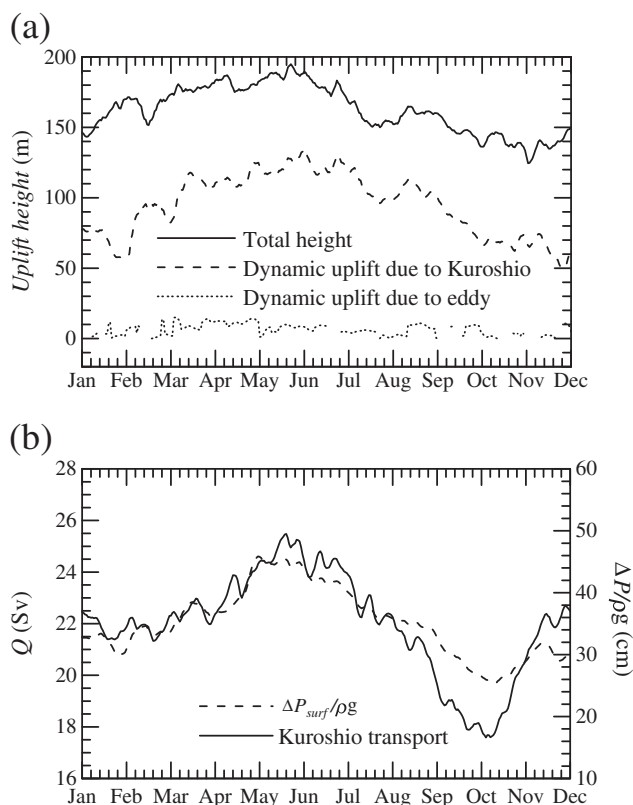 (a)
200
150
100
50
0
Uplift height (m)
Total height
Dynamic uplift due to Kuroshio
Dynamic uplift due to eddy
Jan Feb Mar Apr May Jun Jul Aug Sep Oct Nov Dec
(b)
28
26
24
22
20
18
16
Q (Sv)
60
50
40
30
20
10
ΔP/ρg (cm)
ΔP_surf/ρg
Kuroshio transport
Jan Feb Mar Apr May Jun Jul Aug Sep Oct Nov Dec